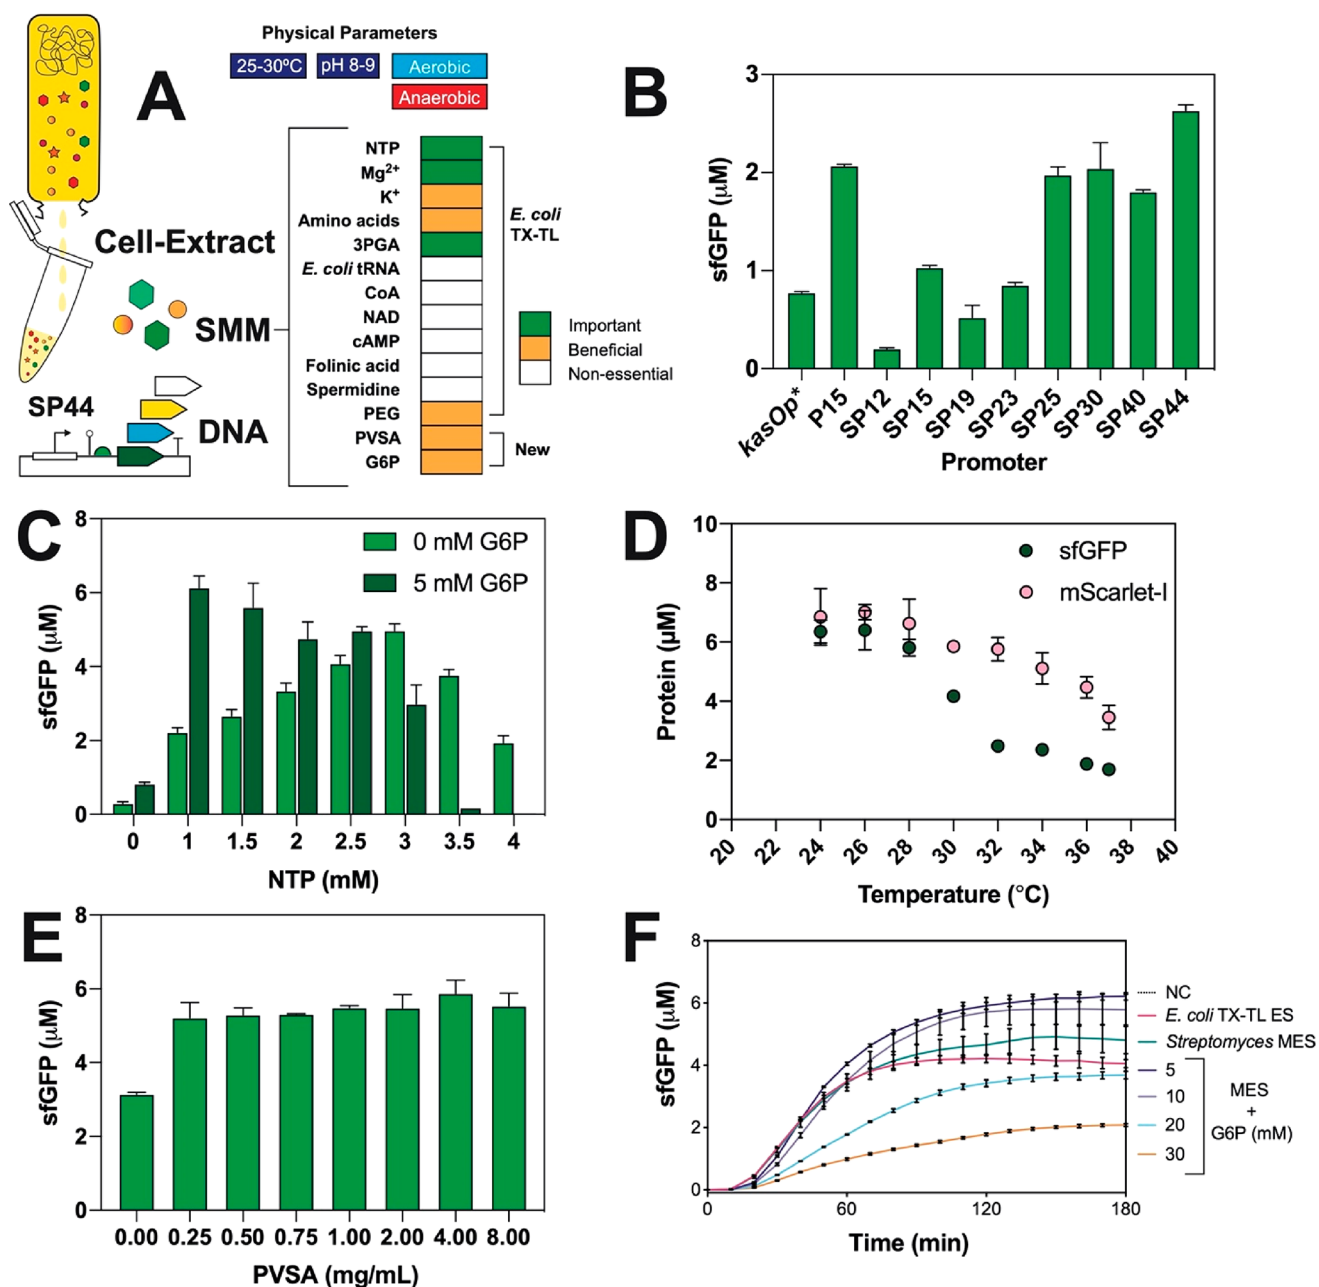 A
Physical Parameters
25-30ºC
pH 8-9
Aerobic
Anaerobic
Cell-Extract
SMM
SP44
DNA
NTP
Mg²⁺
K⁺
Amino acids
3PGA
E. coli tRNA
CoA
NAD
cAMP
Folinic acid
Spermidine
PEG
PVSA
G6P
E. coli
TX-TL
New
Important
Beneficial
Non-essential
B
sfGFP (µM)
3
2
1
0
kasOp*
P15
SP12
SP15
SP19
SP23
SP25
SP30
SP40
SP44
Promoter
C
sfGFP (µM)
8
6
4
2
0
0 mM G6P
5 mM G6P
0 1 1.5 2 2.5 3 3.5 4
NTP (mM)
D
Protein (µM)
10
8
6
4
2
0
sfGFP
mScarlet-I
20 22 24 26 28 30 32 34 36 38 40
Temperature (°C)
E
sfGFP (µM)
8
6
4
2
0
0.00 0.25 0.50 0.75 1.00 2.00 4.00 8.00
PVSA (mg/mL)
F
sfGFP (µM)
8
6
4
2
0
0 60 120 180
Time (min)
NC
E. coli TX-TL ES
Streptomyces MES
5
10
20
30
MES
+
G6P (mM)